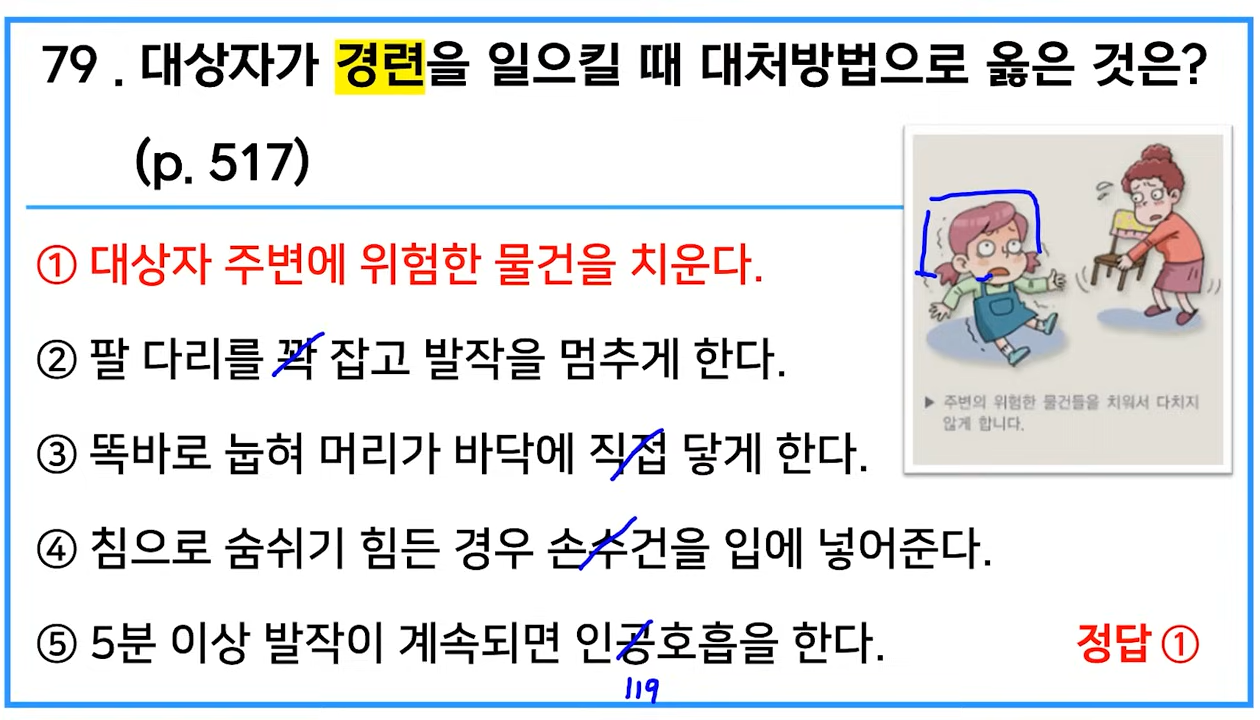 79 . 대상자가 경련을 일으킬 때 대처방법으로 옳은 것은?
(p. 517)
① 대상자 주변에 위험한 물건을 치운다.
② 팔 다리를 꽉 잡고 발작을 멈추게 한다.
③ 똑바로 눕혀 머리가 바닥에 직접 닿게 한다.
④ 침으로 숨쉬기 힘든 경우 손수건을 입에 넣어준다.
⑤ 5분 이상 발작이 계속되면 인공호흡을 한다.
119
정답 ①
▶ 주변의 위험한 물건들을 치워서 다치지
않게 합니다.